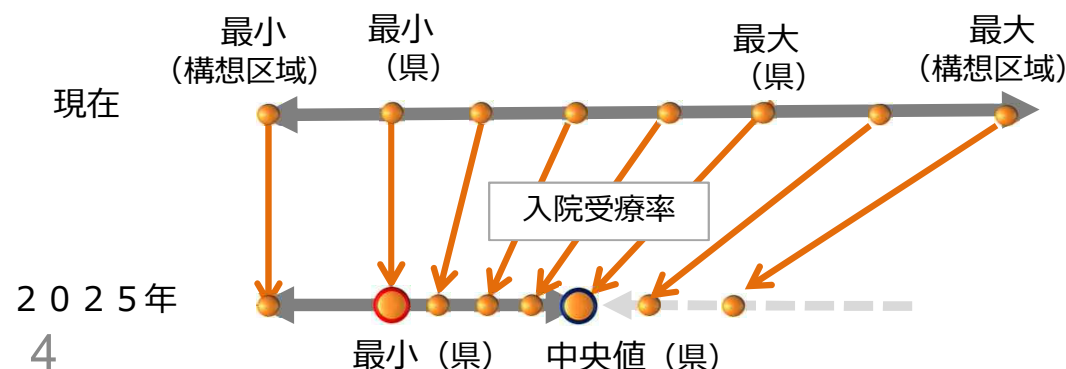 最小
（構想区域）
最小
（県）
最大
（県）
最大
（構想区域）
現在
入院受療率
２０２５年
最小（県）
中央値（県）
4